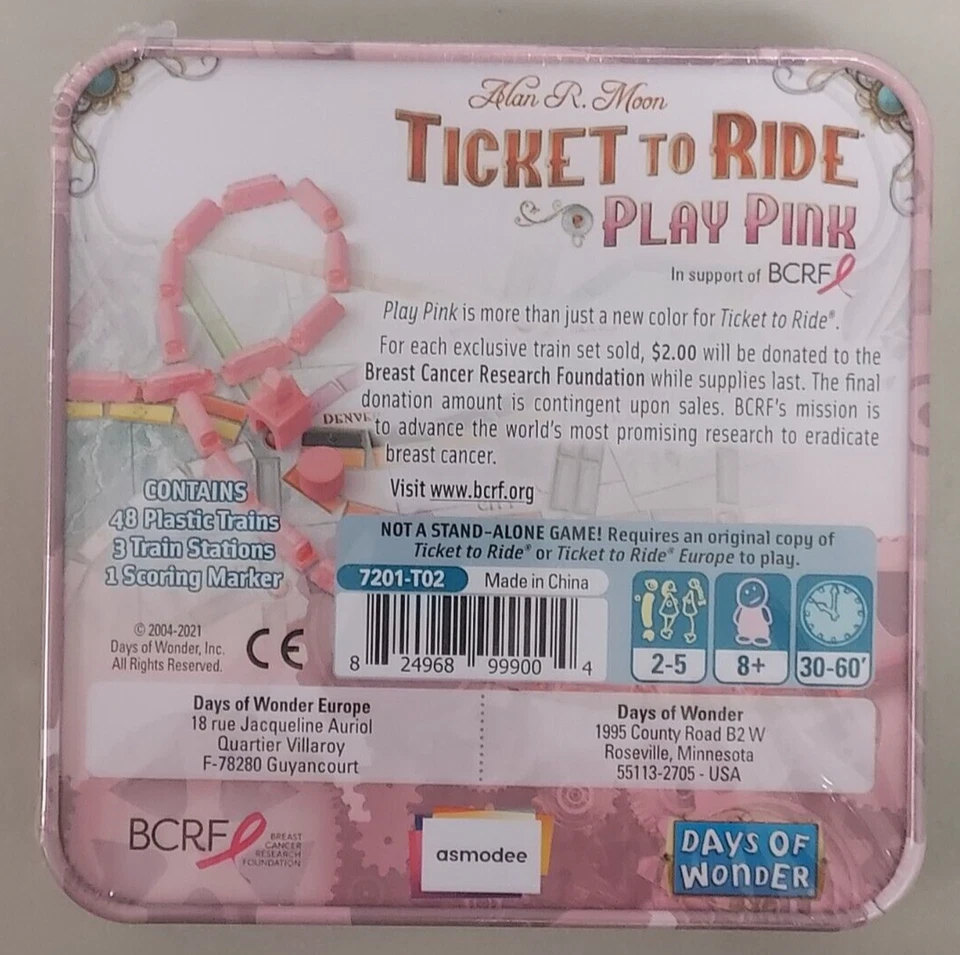 Alan R. Moon
TICKET TO RIDE
PLAY PINK
In support of BCRF
Play Pink is more than just a new color for Ticket to Ride®.
For each exclusive train set sold, $2.00 will be donated to the
Breast Cancer Research Foundation while supplies last. The final
donation amount is contingent upon sales. BCRF's mission is
to advance the world's most promising research to eradicate
breast cancer.
Visit www.bcrf.org
DENVE
CITY
CONTAINS
48 Plastic Trains
3 Train Stations
1 Scoring Marker
NOT A STAND-ALONE GAME! Requires an original copy of
Ticket to Ride® or Ticket to Ride® Europe to play.
7201-T02 Made in China
8 24968 99900 4
2-5 8+ 30-60'
© 2004-2021
Days of Wonder, Inc.
All Rights Reserved.
CE
Days of Wonder Europe
18 rue Jacqueline Auriol
Quartier Villaroy
F-78280 Guyancourt
Days of Wonder
1995 County Road B2 W
Roseville, Minnesota
55113-2705 - USA
BCRF
BREAST
CANCER
RESEARCH
FOUNDATION
asmodee
DAYS OF
WONDER